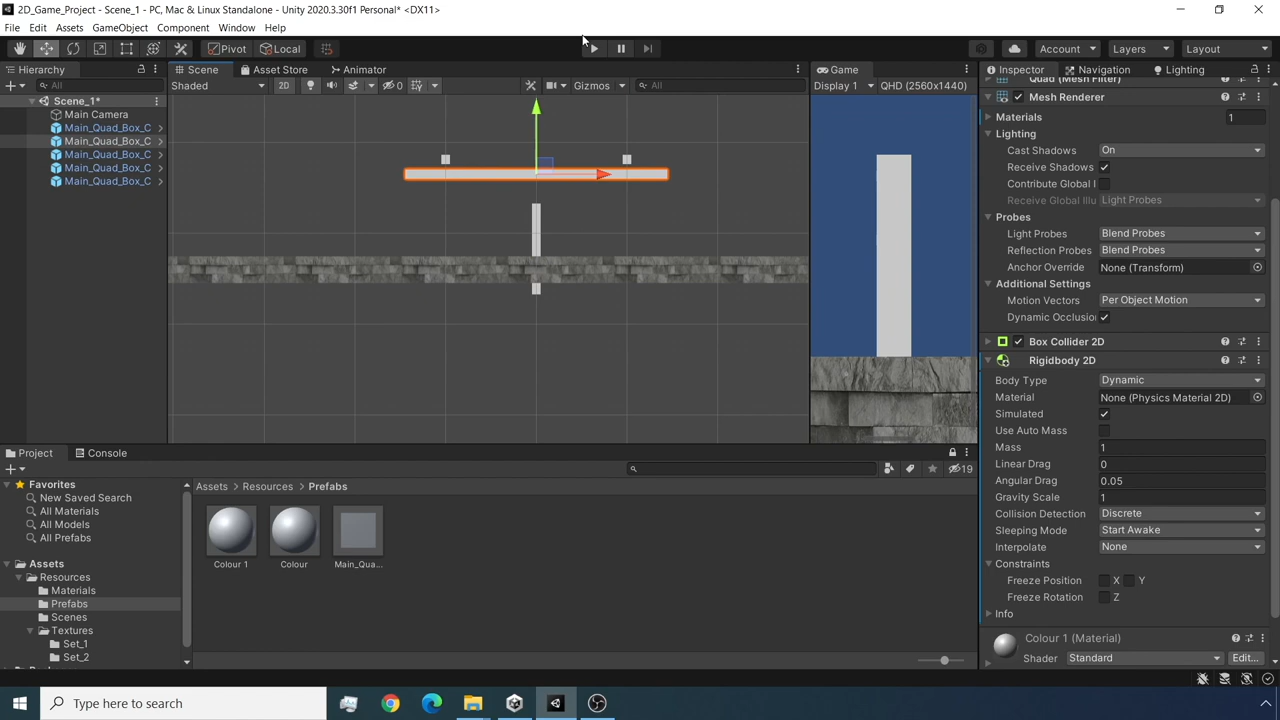 2D_Game_Project - Scene_1 - PC, Mac & Linux Standalone - Unity 2020.3.30f1 Personal* <DX11>
File Edit Assets GameObject Component Window Help
Pivot Local Account Layers Layout
Hierarchy Scene Asset Store Animator Game Inspector Navigation Lighting
All Shaded 2D 0 Gizmos All Display 1 QHD (2560x1440) Quad (Mesh Filter)
Scene_1* Mesh Renderer
Main Camera Materials 1
Main_Quad_Box_C Lighting
Main_Quad_Box_C Cast Shadows On
Main_Quad_Box_C Receive Shadows
Main_Quad_Box_C Contribute Global I
Main_Quad_Box_C Receive Global Illu Light Probes
Probes
Light Probes Blend Probes
Reflection Probes Blend Probes
Anchor Override None (Transform)
Additional Settings
Motion Vectors Per Object Motion
Dynamic Occlusio
Box Collider 2D
Rigidbody 2D
Body Type Dynamic
Material None (Physics Material 2D)
Simulated
Use Auto Mass
Mass 1
Linear Drag 0
Angular Drag 0.05
Gravity Scale 1
Collision Detection Discrete
Sleeping Mode Start Awake
Interpolate None
Constraints
Freeze Position X Y
Freeze Rotation Z
Info
Colour 1 (Material)
Shader Standard Edit...
Project Console
19
Favorites Assets > Resources > Prefabs
New Saved Search
All Materials
All Models
All Prefabs
Assets Colour 1 Colour Main_Qua...
Resources
Materials
Prefabs
Scenes
Textures
Set_1
Set_2
Type here to search